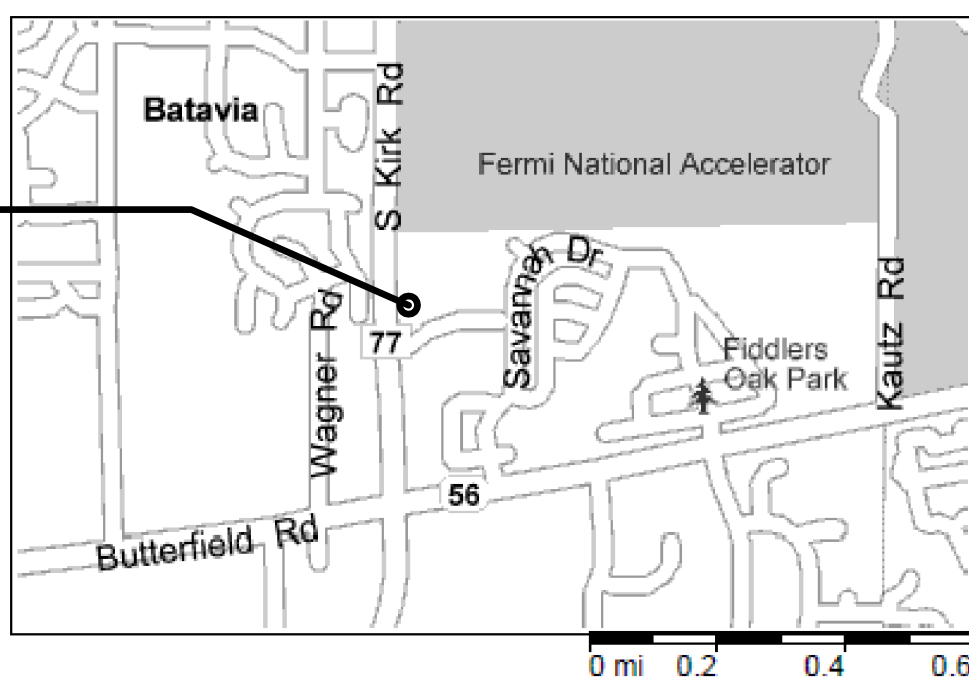 Batavia
S Kirk Rd
Fermi National Accelerator
Savannah Dr
Kautz Rd
Wagner Rd
77
Fiddlers
Oak Park
56
Butterfield Rd
0 mi 0.2 0.4 0.6